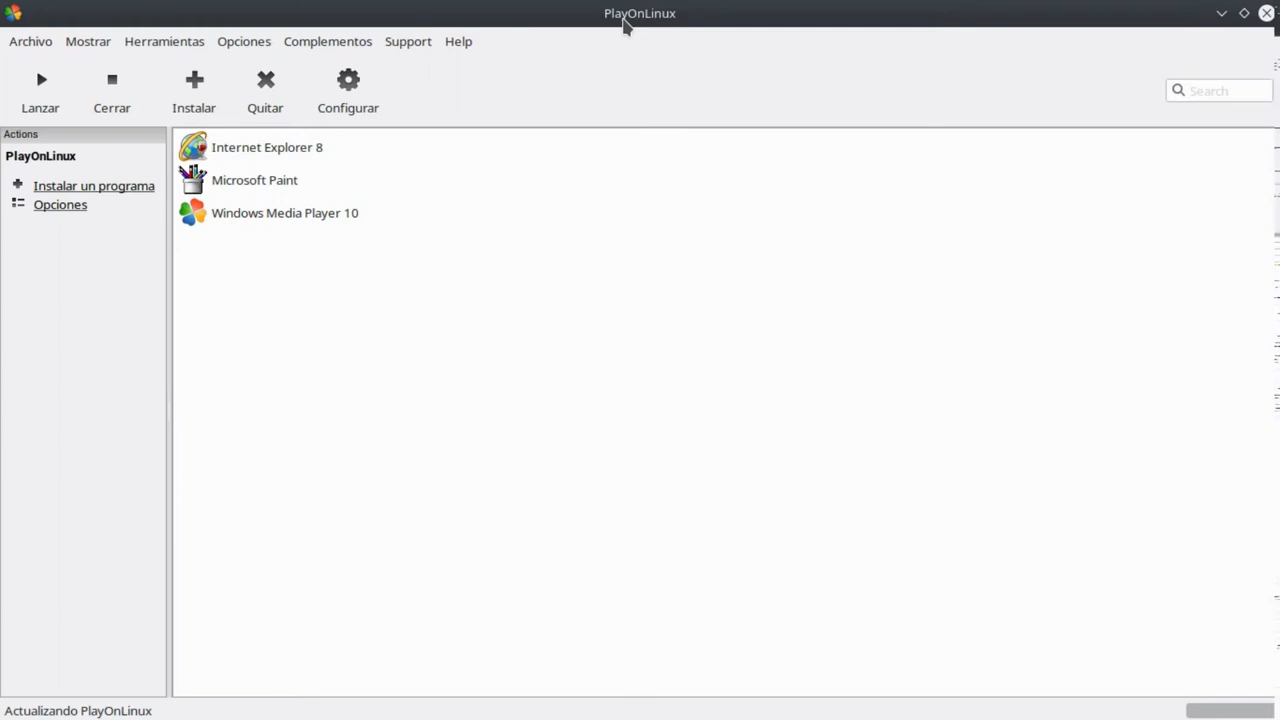 PlayOnLinux
Archivo Mostrar Herramientas Opciones Complementos Support Help
Lanzar Cerrar Instalar Quitar Configurar
Search
Actions
PlayOnLinux
Instalar un programa
Opciones
Internet Explorer 8
Microsoft Paint
Windows Media Player 10
Actualizando PlayOnLinux